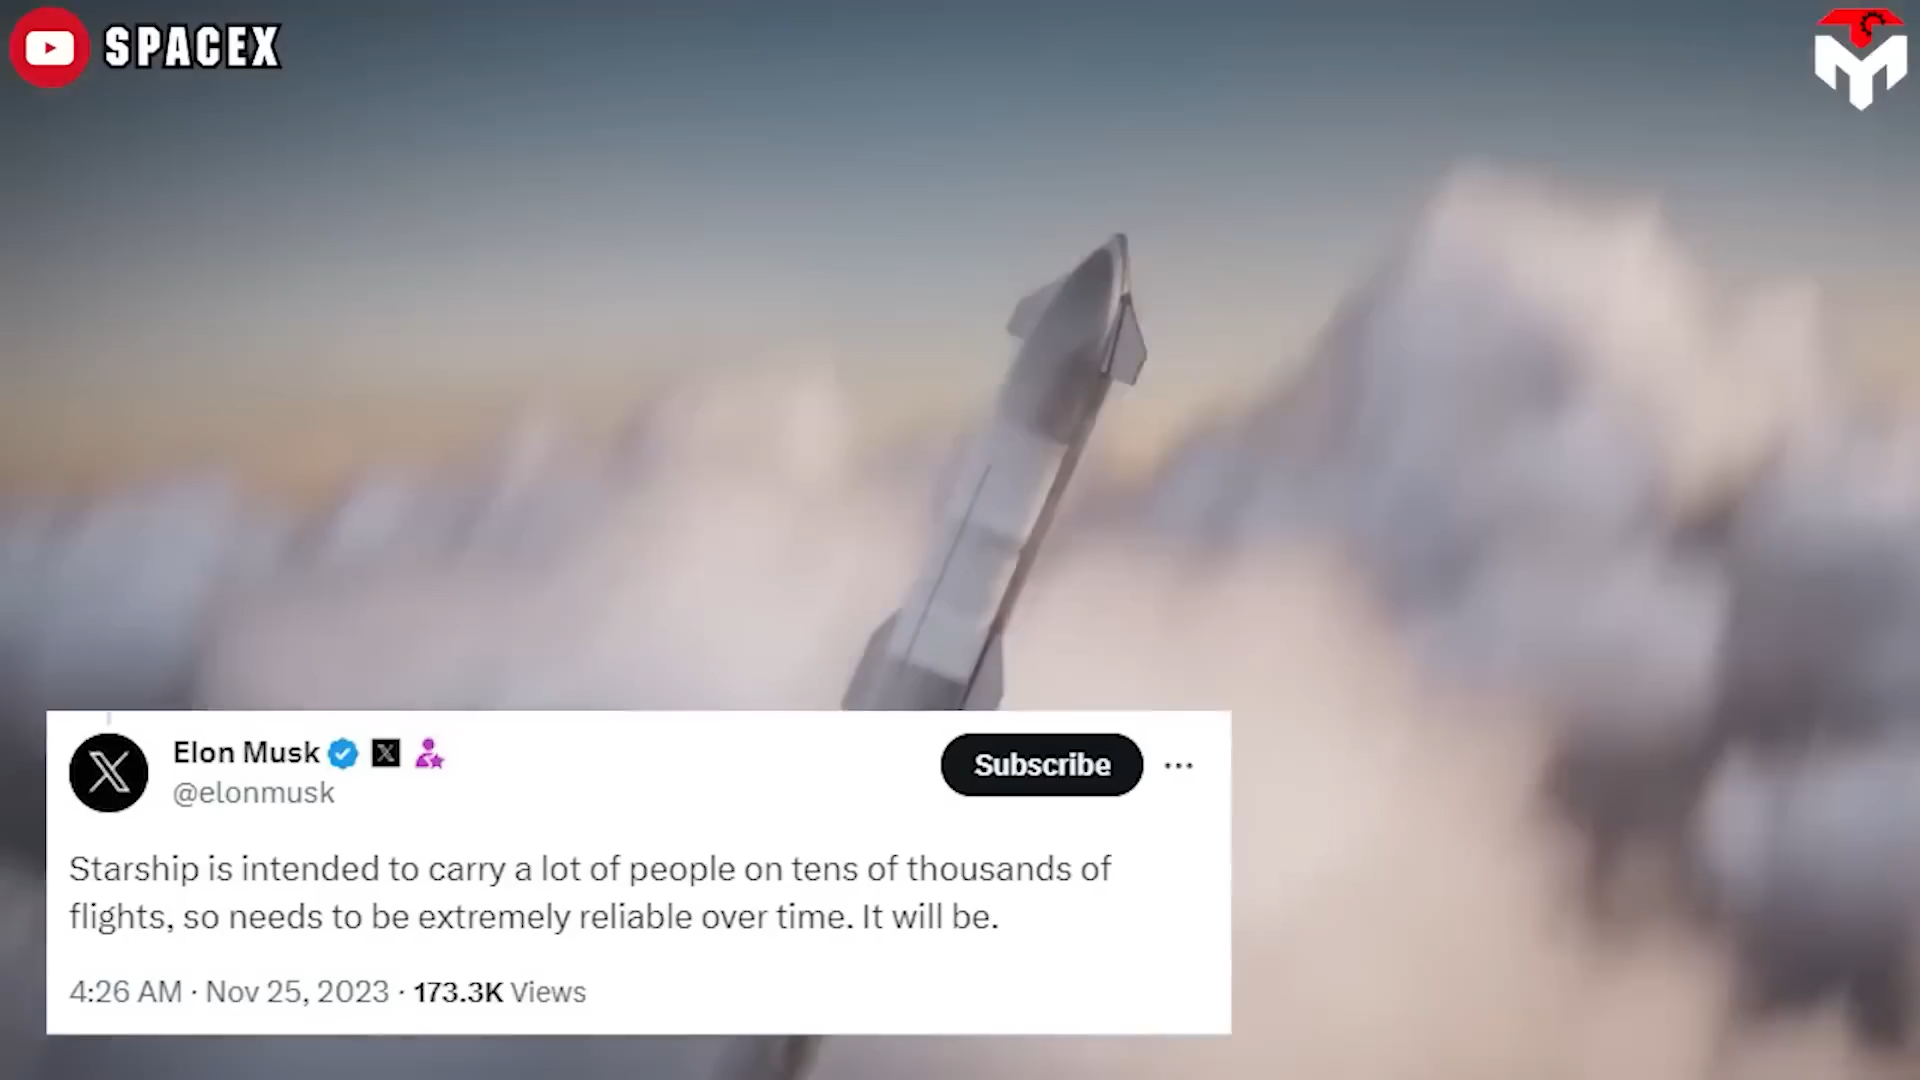 SPACEX
Elon Musk
@elonmusk
Subscribe
Starship is intended to carry a lot of people on tens of thousands of
flights, so needs to be extremely reliable over time. It will be.
4:26 AM · Nov 25, 2023 · 173.3K Views